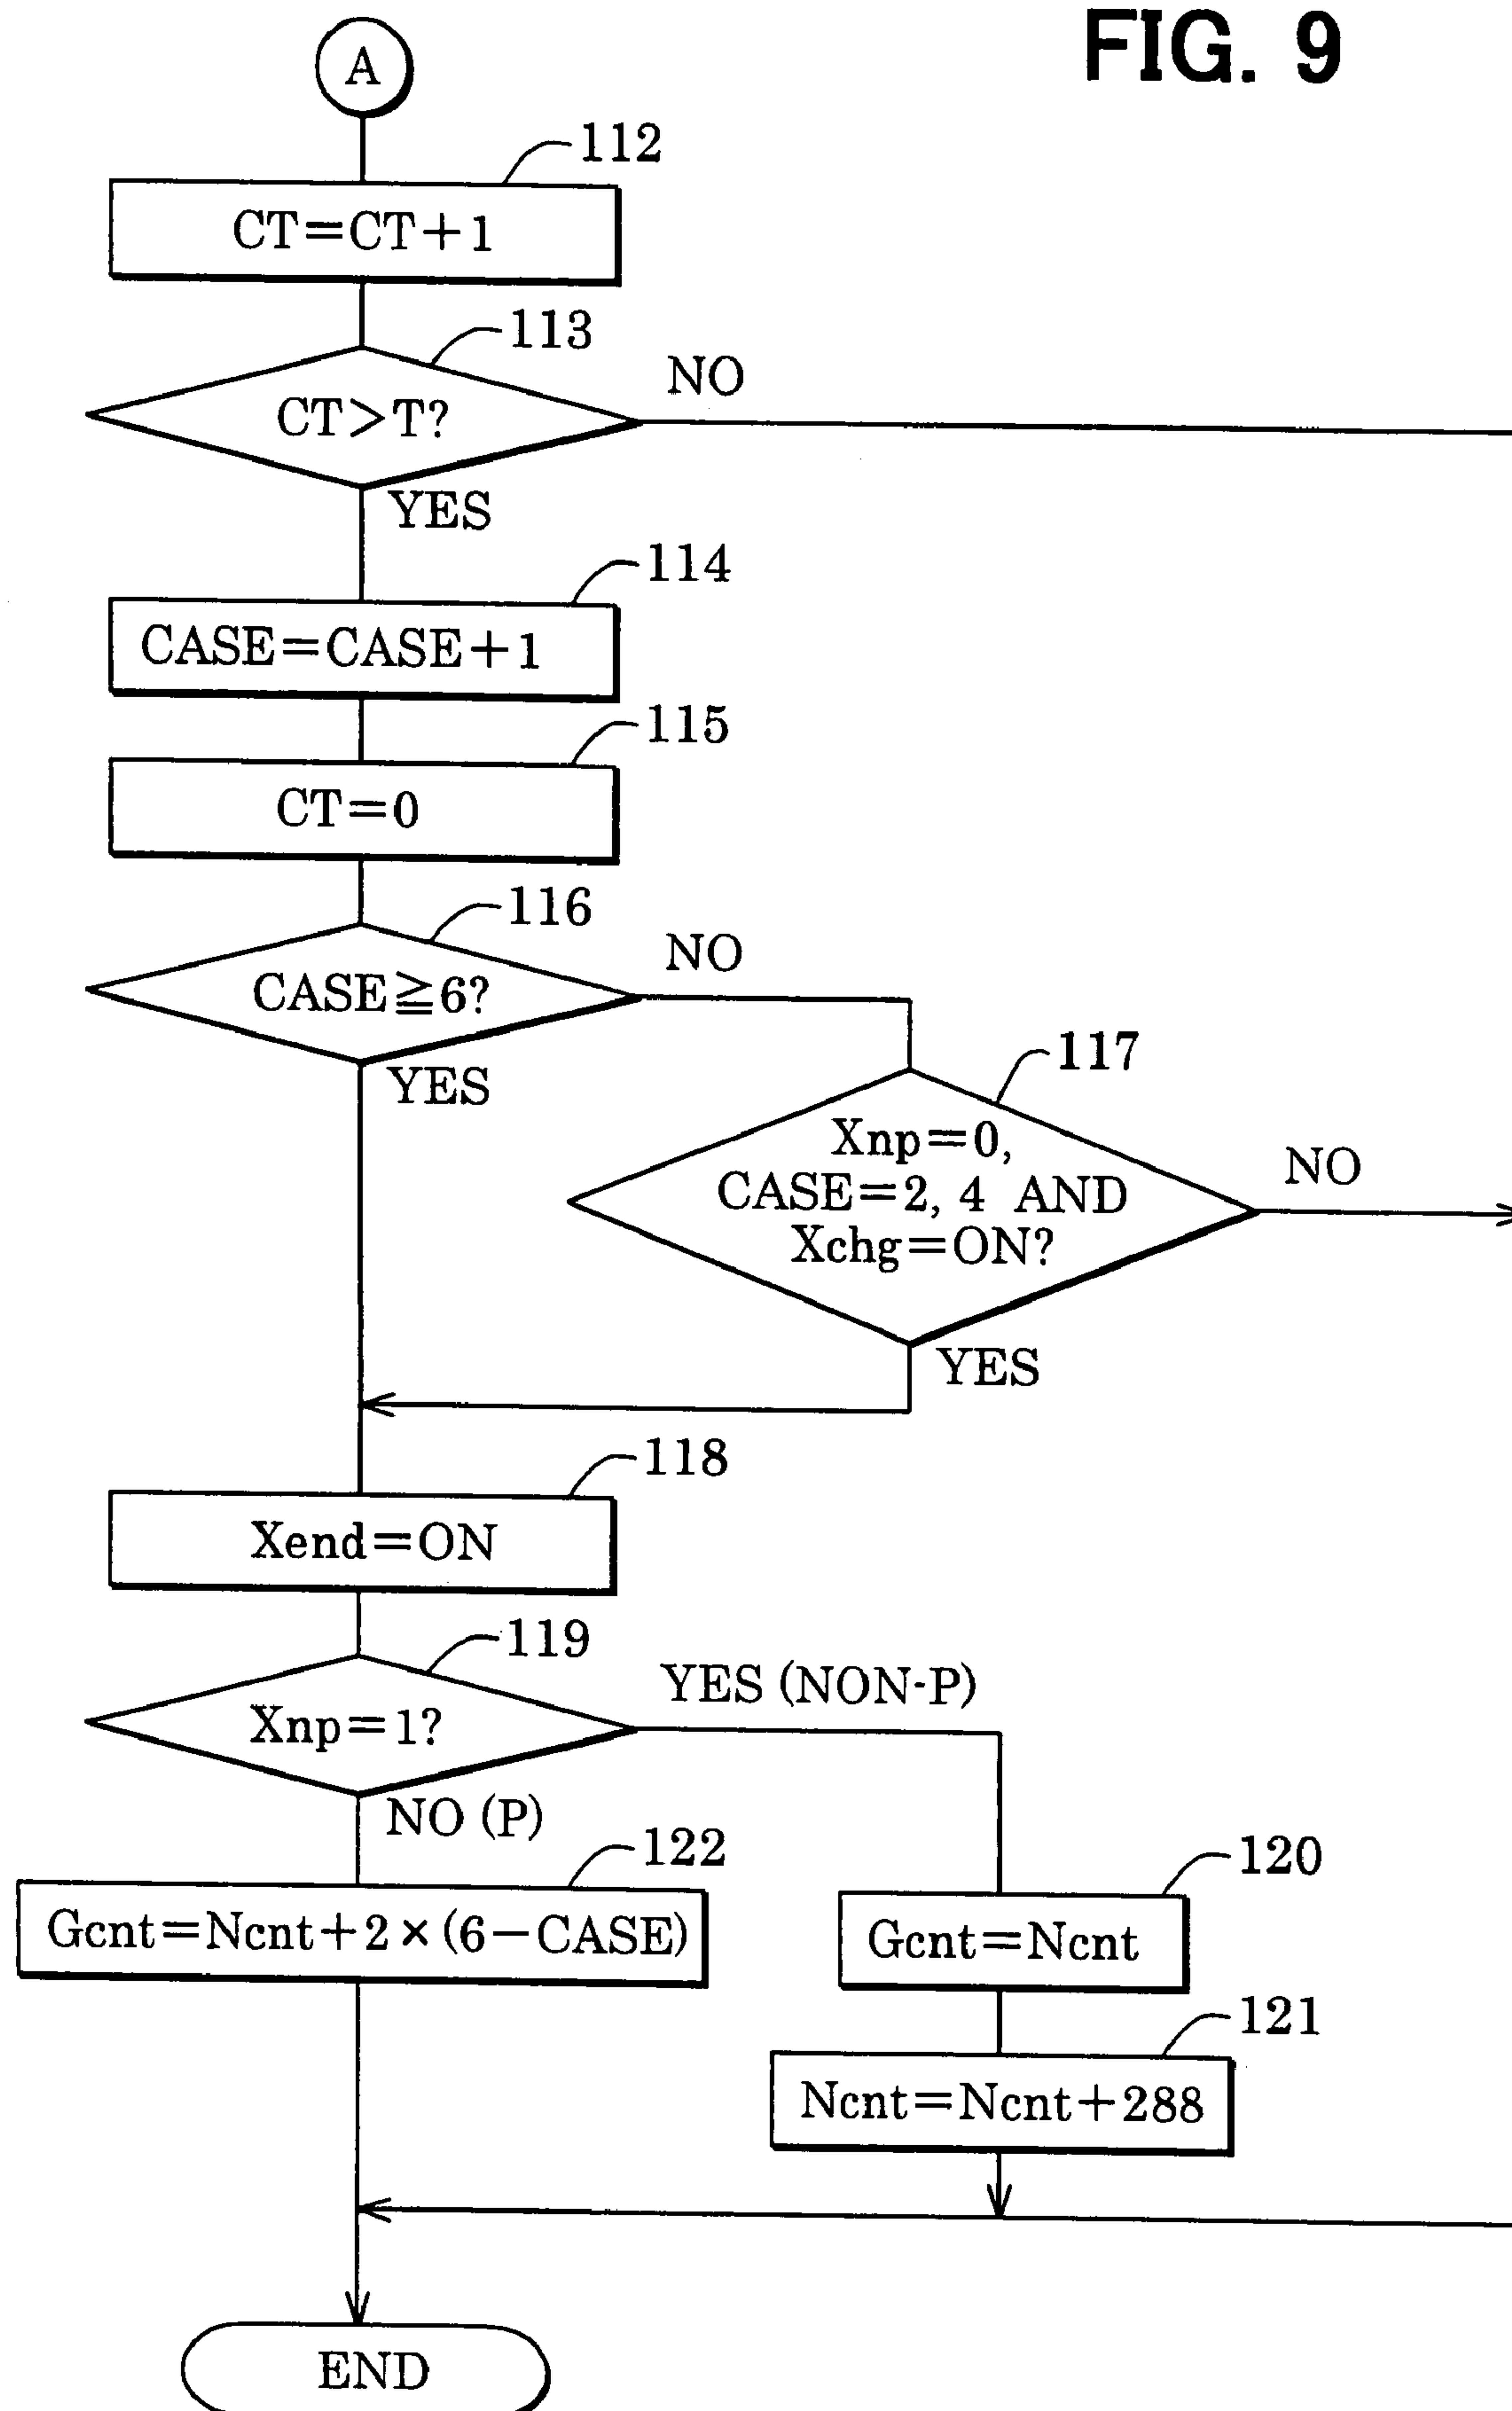 FIG. 9
A
112
CT=CT+1
113
CT>T?
NO
YES
114
CASE=CASE+1
115
CT=0
116
CASE≧6?
NO
YES
117
Xnp=0,
CASE=2, 4 AND
Xchg=ON?
NO
YES
118
Xend=ON
119
Xnp=1?
YES (NON-P)
NO (P)
122
Gcnt=Ncnt+2×(6-CASE)
120
Gcnt=Ncnt
121
Ncnt=Ncnt+288
END